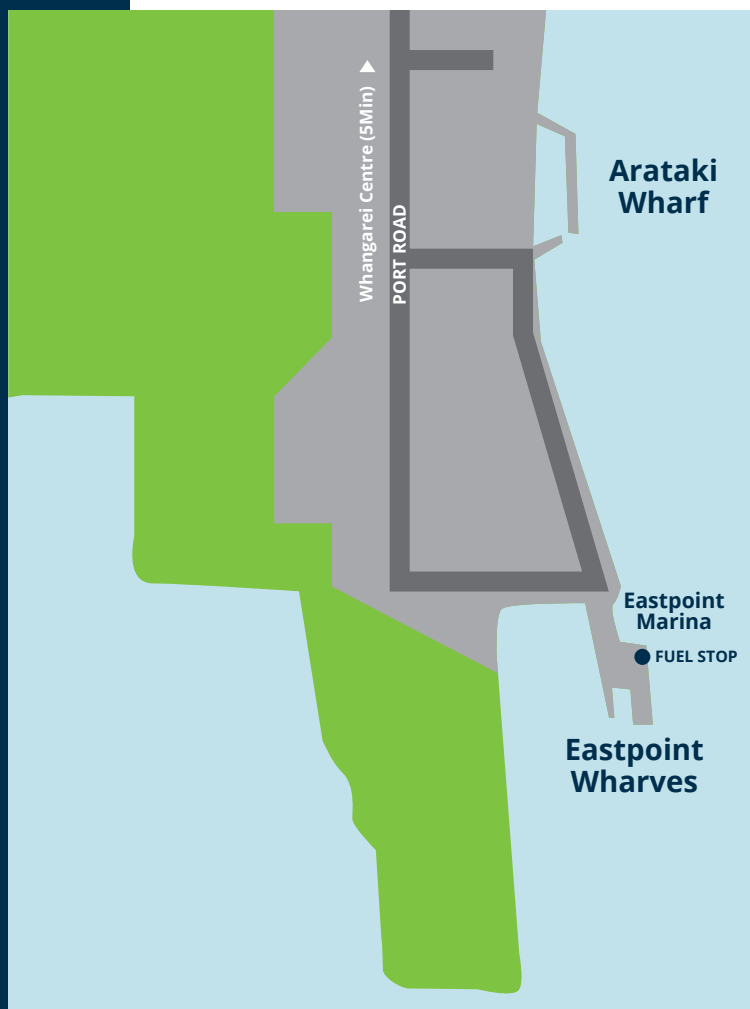 Whangarei Centre (5Min)
PORT ROAD
Arataki
Wharf
Eastpoint
Marina
FUEL STOP
Eastpoint
Wharves